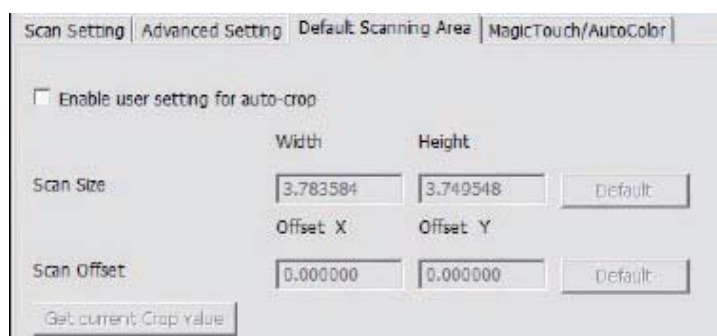 Scan Setting Advanced Setting Default Scanning Area MagicTouch/AutoColor
Enable user setting for auto-crop
Width Height
Scan Size 3.783584 3.749548 Default
Offset X Offset Y
Scan Offset 0.000000 0.000000 Default
Get current Crop value